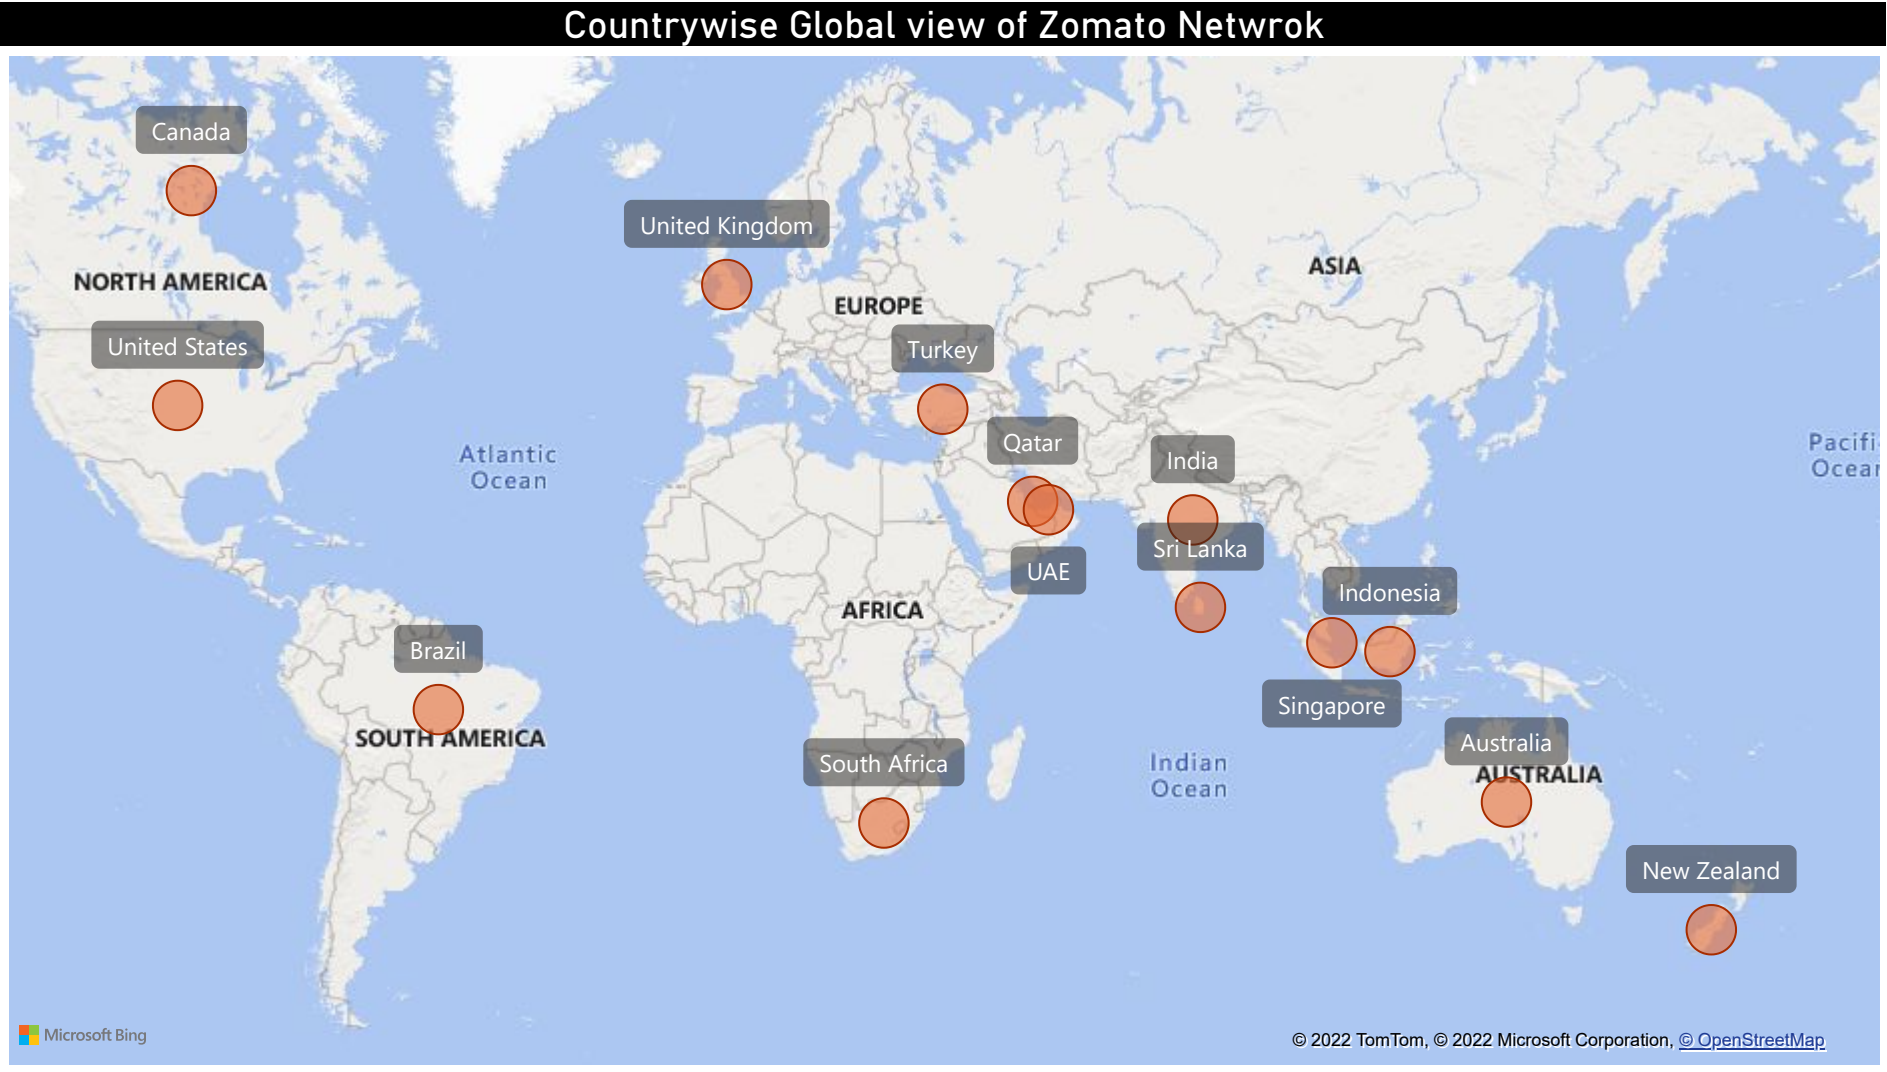 Countrywise Global view of Zomato Netwrok
Canada
United Kingdom
NORTH AMERICA
ASIA
EUROPE
United States
Turkey
Qatar
Atlantic
Ocean
India
Pacifi
Ocear
Sri Lanka
UAE
Indonesia
AFRICA
Brazil
Singapore
SOUTH AMERICA
Australia
South Africa
Indian
Ocean
AUSTRALIA
New Zealand
Microsoft Bing
© 2022 TomTom, © 2022 Microsoft Corporation, © OpenStreetMap